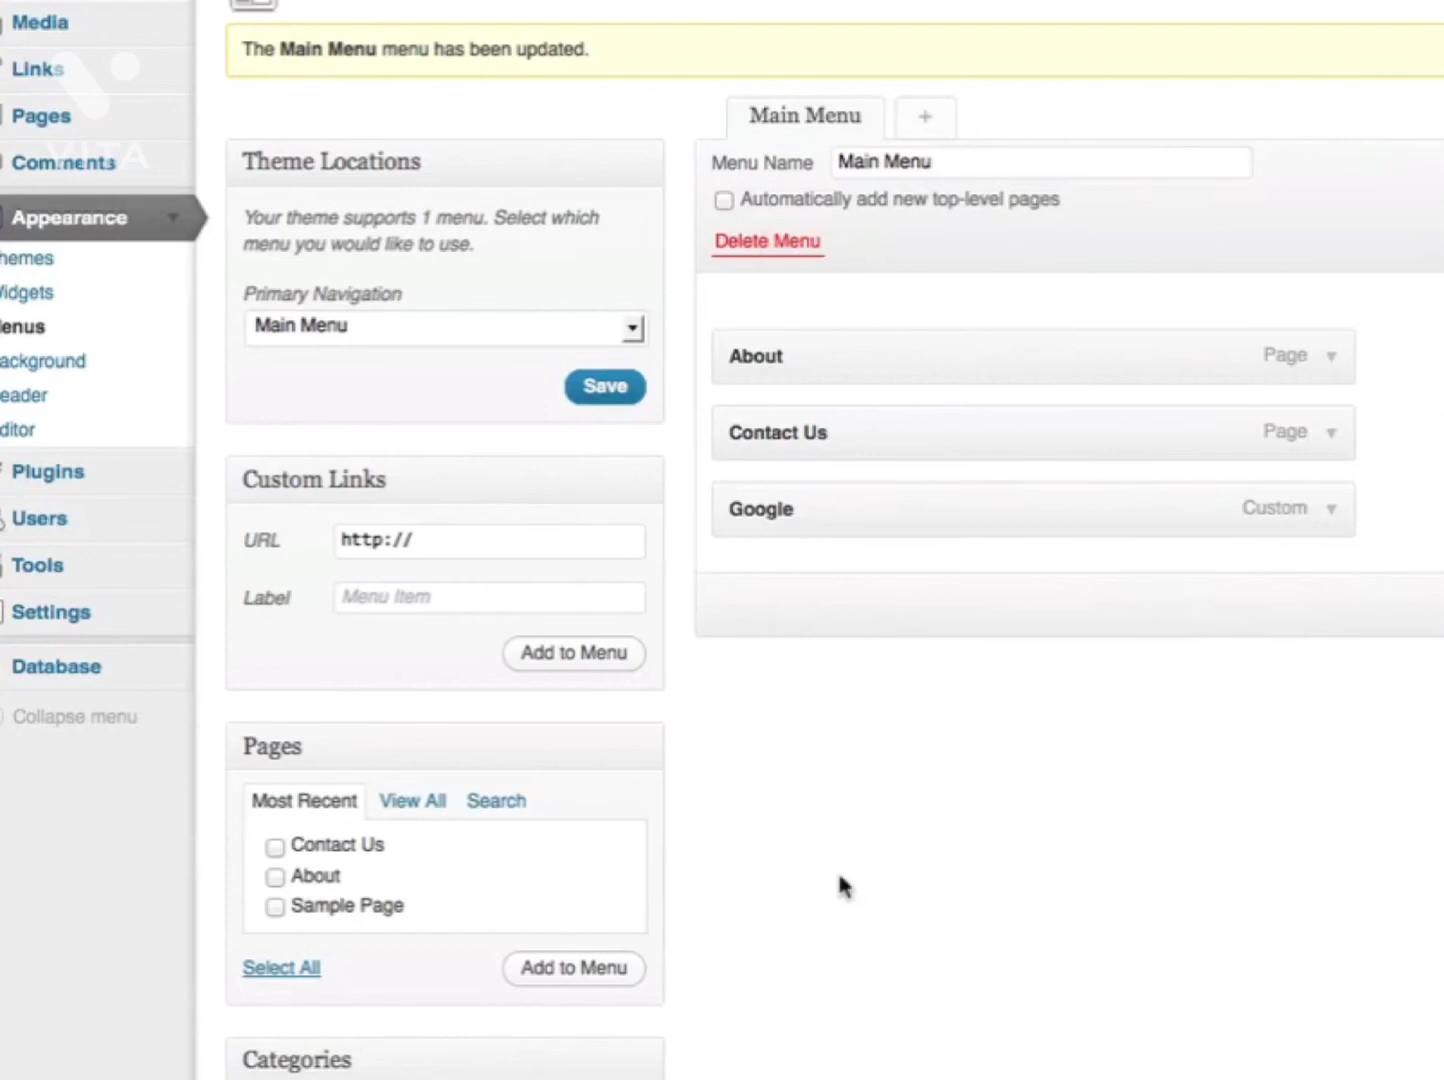 Media
Links
Pages
Comments
VITA
Appearance
hemes
idgets
enus
ackground
eader
ditor
Plugins
Users
Tools
Settings
Database
Collapse menu
The Main Menu menu has been updated.
Theme Locations
Your theme supports 1 menu. Select which
menu you would like to use.
Primary Navigation
Main Menu
Save
Custom Links
URL http://
Label Menu Item
Add to Menu
Pages
Most Recent View All Search
Contact Us
About
Sample Page
Select All Add to Menu
Categories
Main Menu +
Menu Name Main Menu
Automatically add new top-level pages
Delete Menu
About Page
Contact Us Page
Google Custom